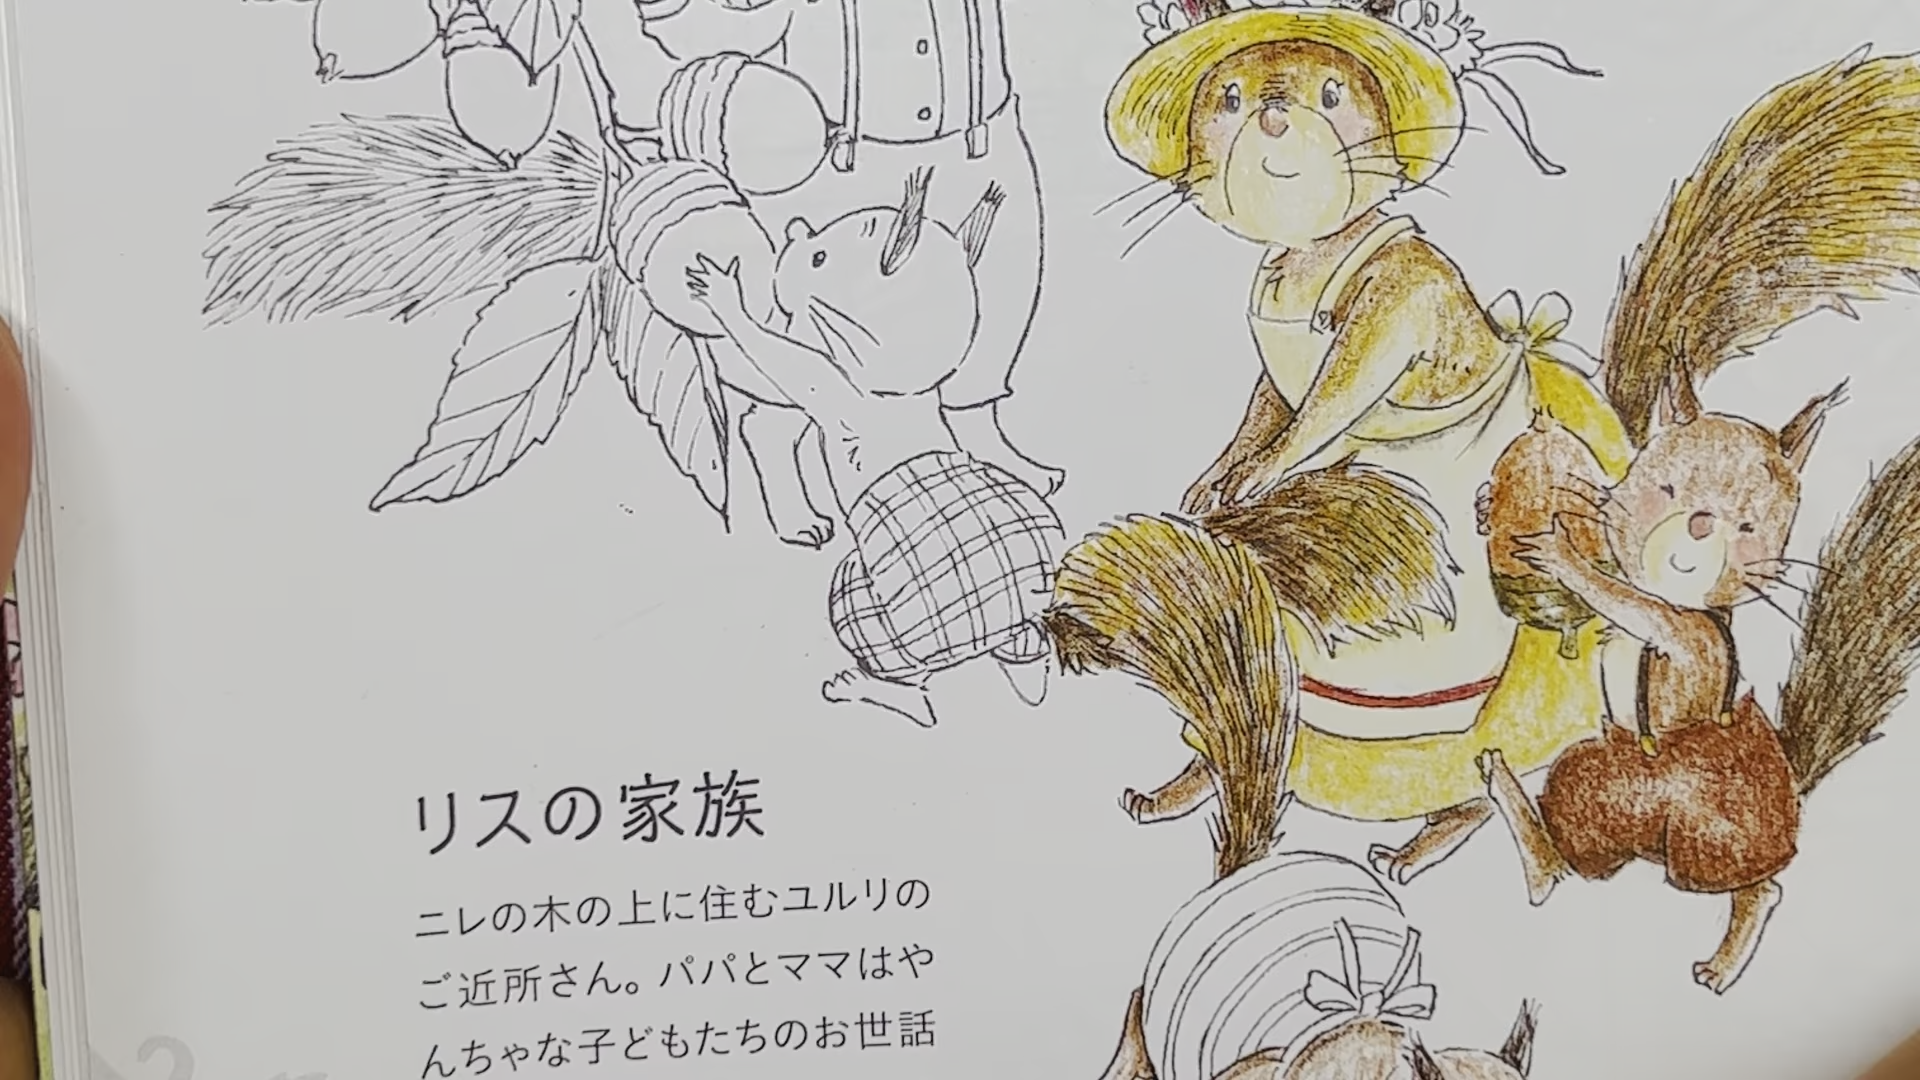 リスの家族
ニレの木の上に住むユルリの
ご近所さん。パパとママはや
んちゃな子どもたちのお世話